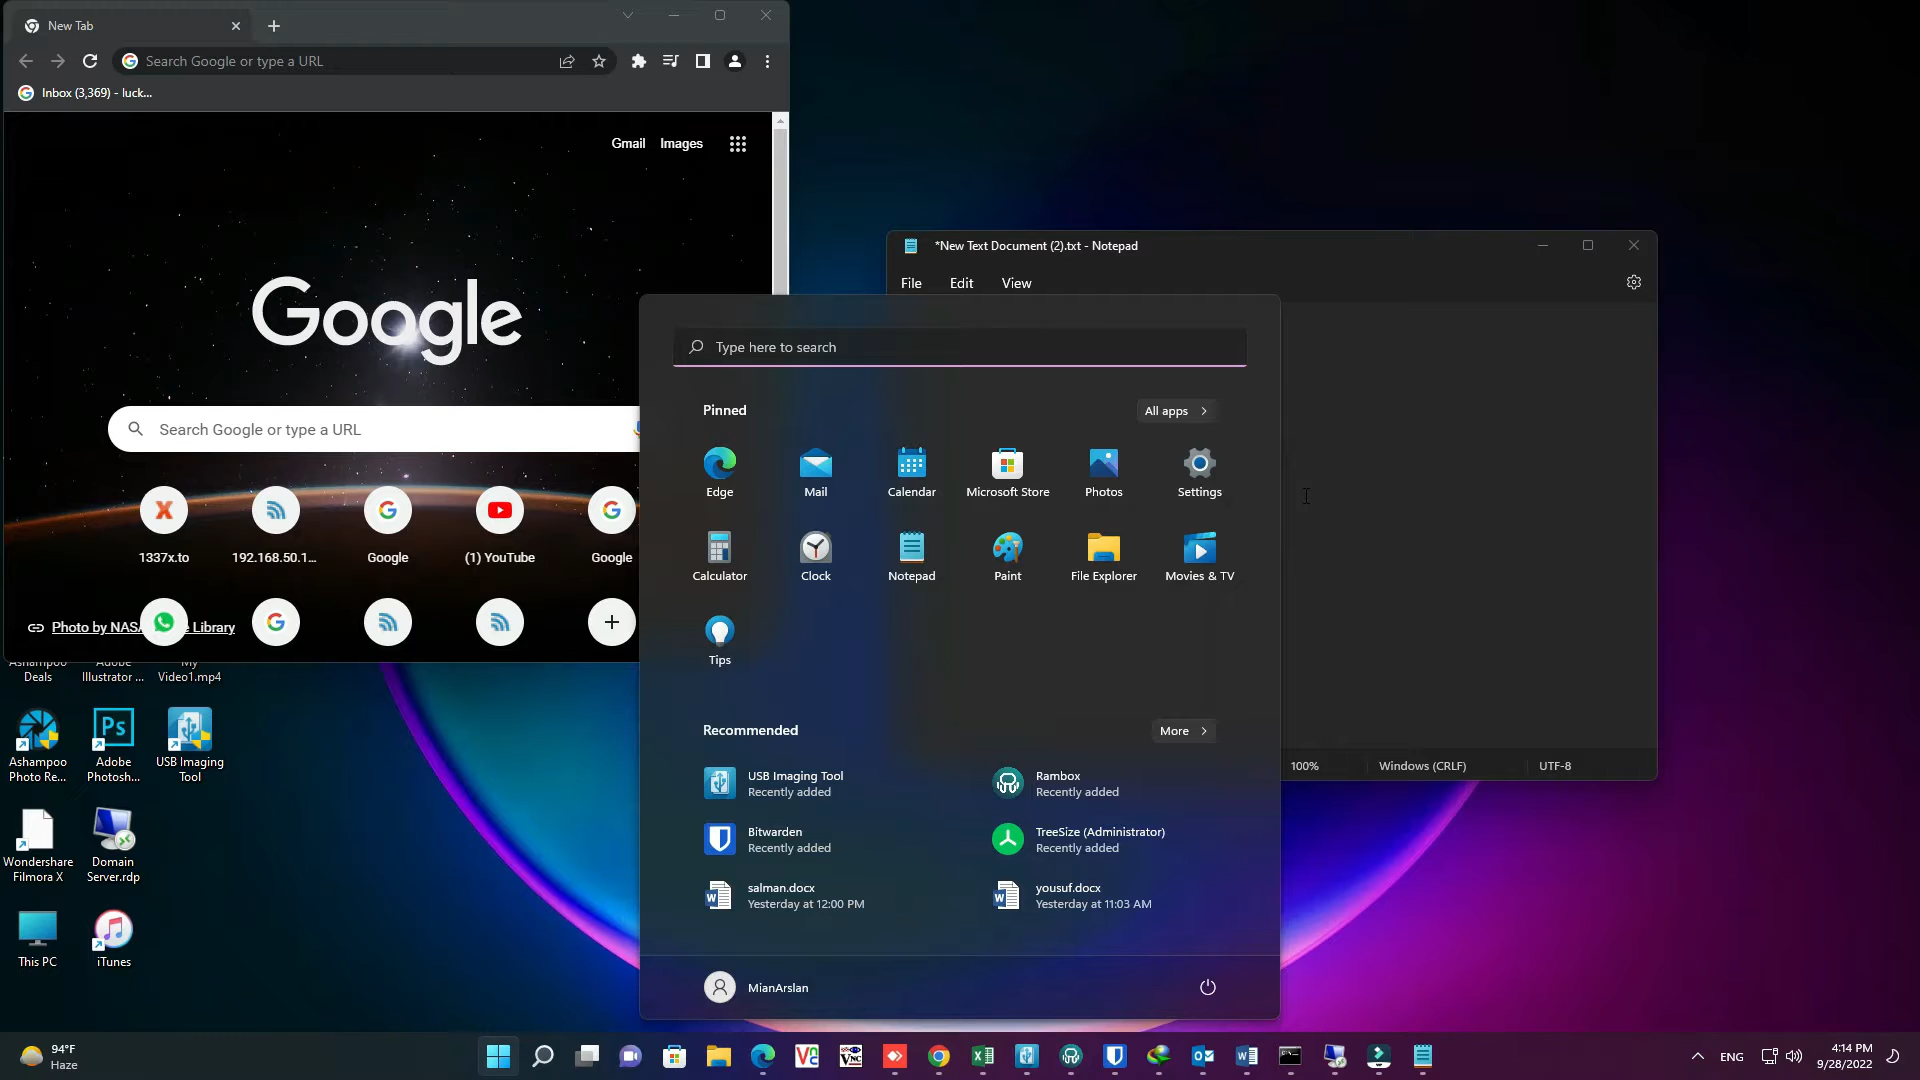 New Tab
Search Google or type a URL
Inbox (3,369) - luck...
Gmail Images
Google
Search Google or type a URL
1337x.to
192.168.50.1...
Google
(1) YouTube
Google
Photo by NAS
Library
*New Text Document (2).txt - Notepad
File Edit View
100%
Windows (CRLF)
UTF-8
Type here to search
Pinned
All apps
Edge
Mail
Calendar
Microsoft Store
Photos
Settings
Calculator
Clock
Notepad
Paint
File Explorer
Movies & TV
Tips
Recommended
More
USB Imaging Tool
Recently added
Rambox
Recently added
Bitwarden
Recently added
TreeSize (Administrator)
Recently added
salman.docx
Yesterday at 12:00 PM
yousuf.docx
Yesterday at 11:03 AM
MianArslan
Ashampoo
Deals
Adobe
Illustrator ...
My
Video1.mp4
Ps
Ashampoo
Photo Re...
Adobe
Photosh...
USB Imaging
Tool
Wondershare
Filmora X
Domain
Server.rdp
This PC
iTunes
94°F
Haze
ENG
4:14 PM
9/28/2022